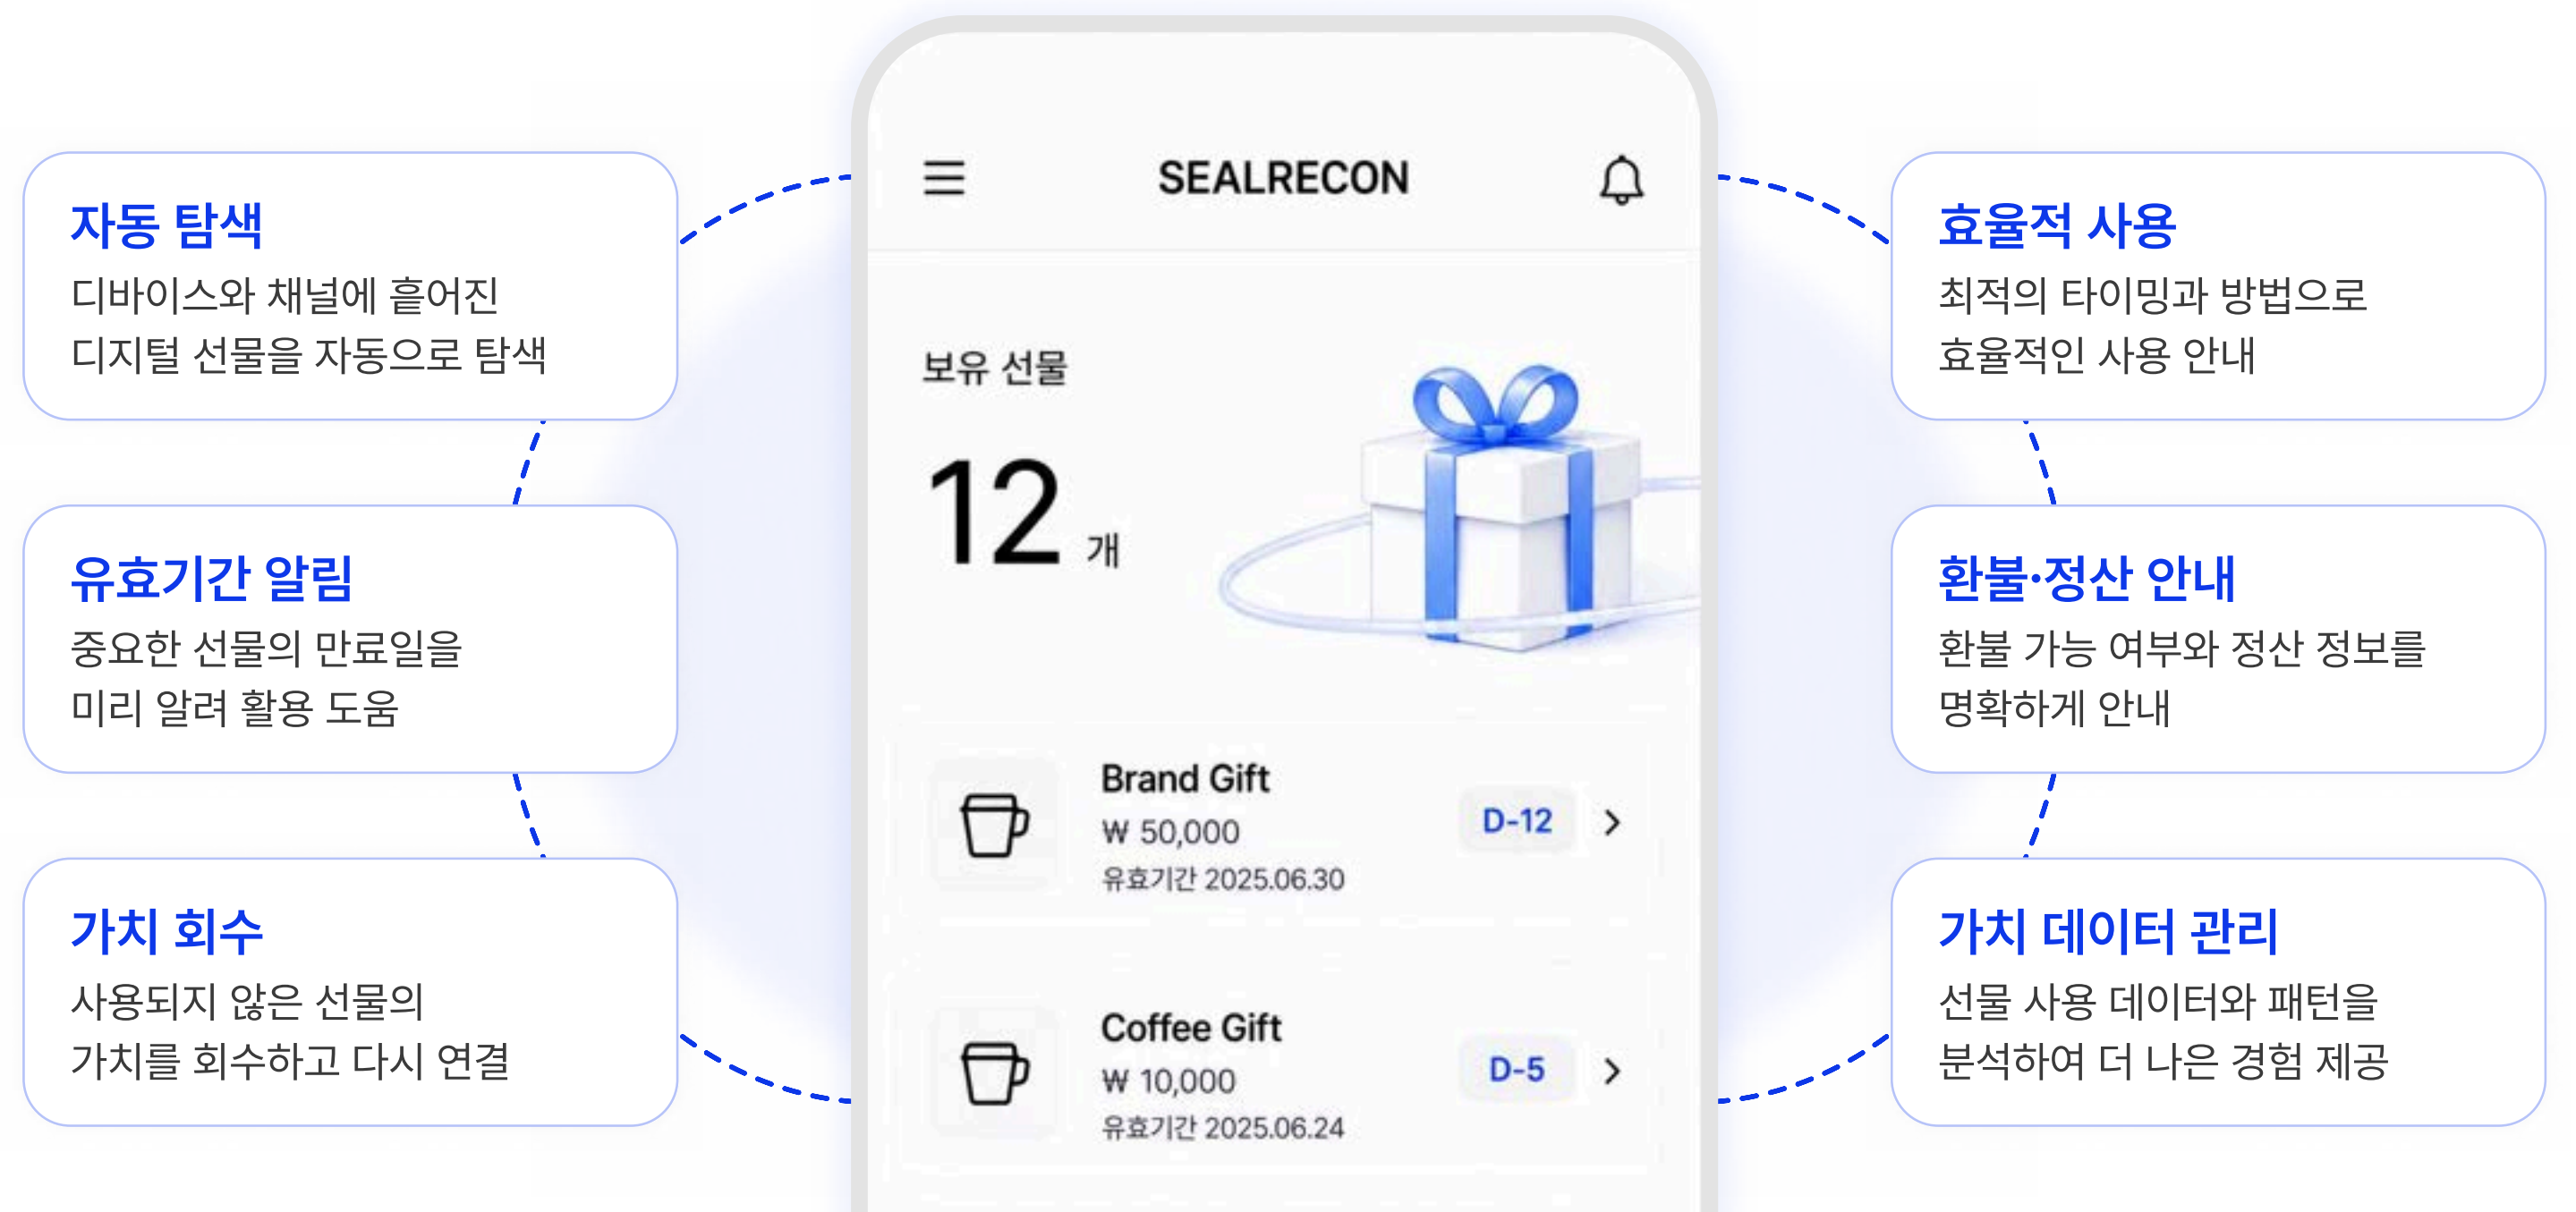 자동 탐색
디바이스와 채널에 흩어진
디지털 선물을 자동으로 탐색
유효기간 알림
중요한 선물의 만료일을
미리 알려 활용 도움
가치 회수
사용되지 않은 선물의
가치를 회수하고 다시 연결
SEALRECON
보유 선물
12 개
Brand Gift
₩ 50,000
유효기간 2025.06.30
D-12
Coffee Gift
₩ 10,000
유효기간 2025.06.24
D-5
효율적 사용
최적의 타이밍과 방법으로
효율적인 사용 안내
환불·정산 안내
환불 가능 여부와 정산 정보를
명확하게 안내
가치 데이터 관리
선물 사용 데이터와 패턴을
분석하여 더 나은 경험 제공